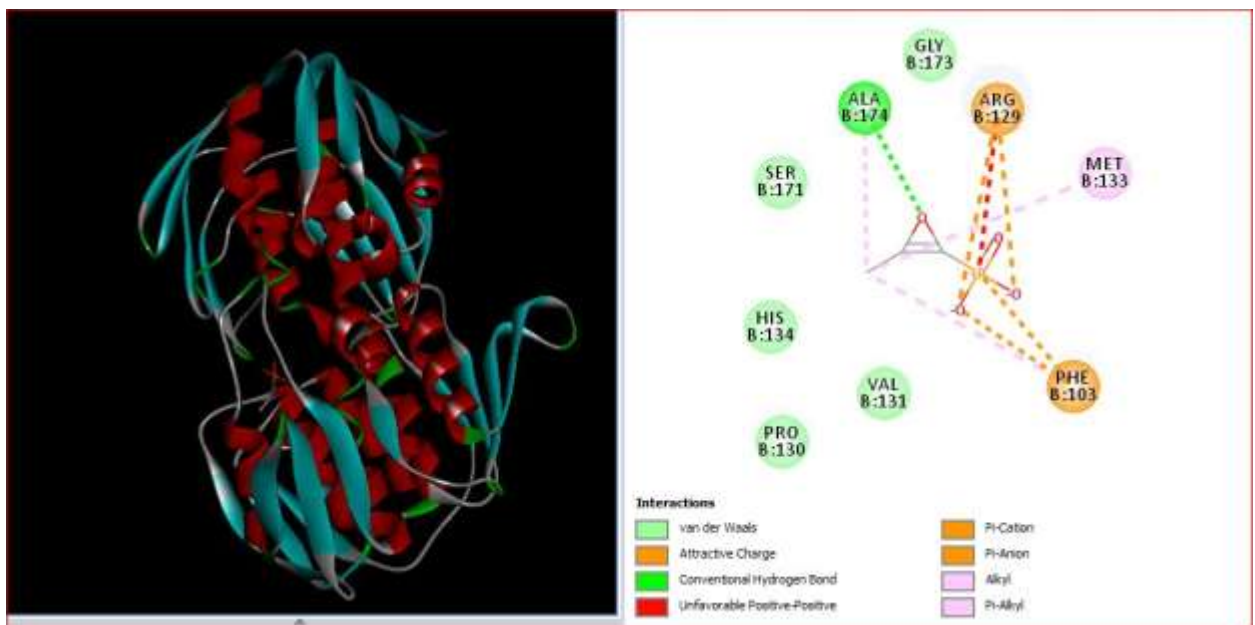 GLY
B:173
ALA
B:174
ARG
B:129
MET
B:133
SER
B:171
O
O
-O
-O
HIS
B:134
VAL
B:131
PHE
B:103
PRO
B:130
Interactions
van der Waals
Attractive Charge
Conventional Hydrogen Bond
Unfavorable Positive-Positive
Pi-Cation
Pi-Anion
Alkyl
Pi-Alkyl